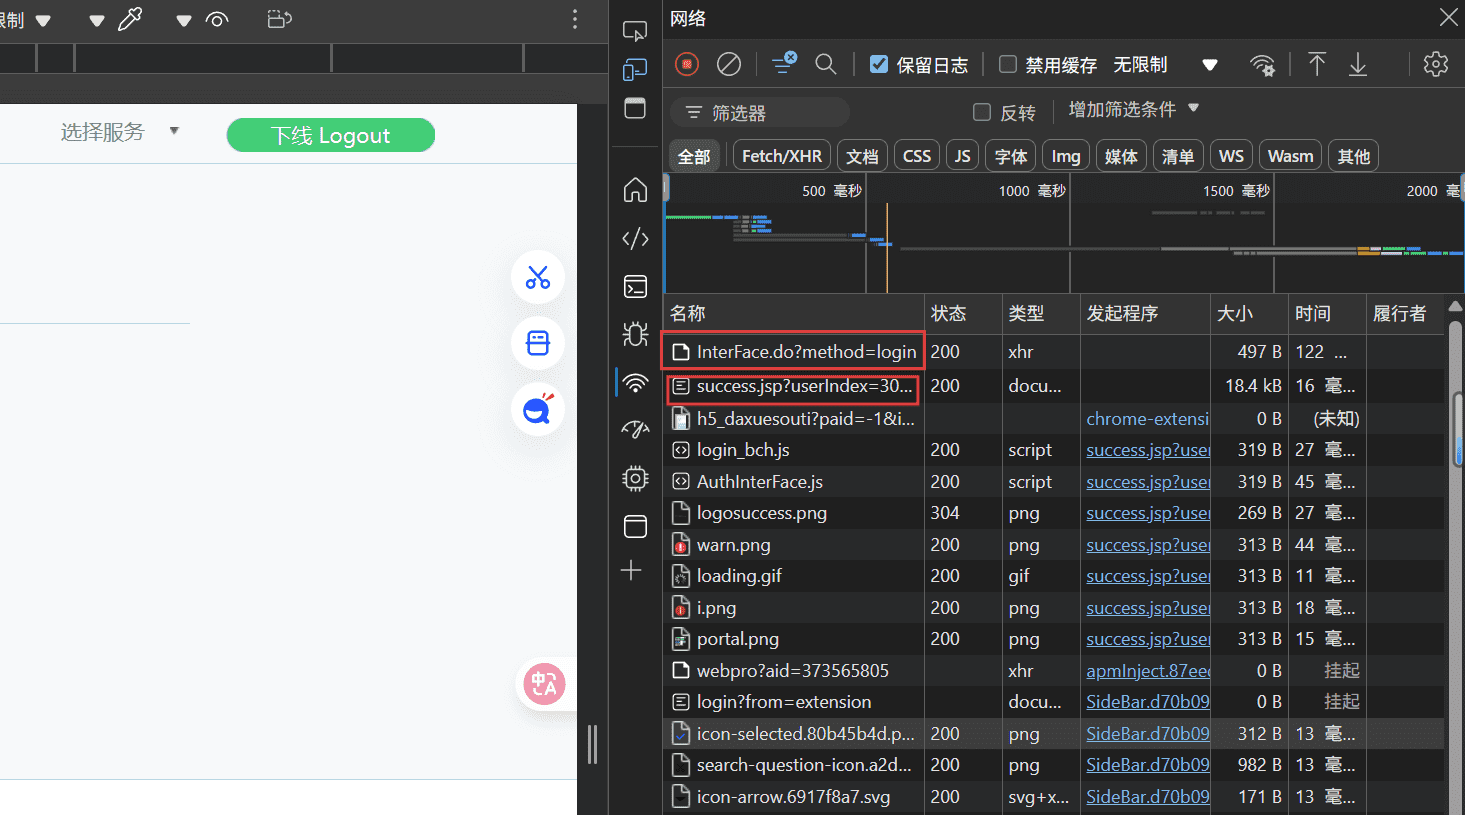 限制
选择服务
下线 Logout
中A
网络
保留日志 禁用缓存 无限制
筛选器 反转 增加筛选条件
全部 Fetch/XHR 文档 CSS JS 字体 Img 媒体 清单 WS Wasm 其他
500 毫秒 1000 毫秒 1500 毫秒 2000 毫
名称 状态 类型 发起程序 大小 时间 履行者
InterFace.do?method=login 200 xhr 497 B 122 ...
success.jsp?userIndex=30... 200 docu... 18.4 kB 16 毫...
h5_daxuesouti?paid=-1&i... chrome-extensi 0 B (未知)
login_bch.js 200 script success.jsp?user 319 B 27 毫...
AuthInterFace.js 200 script success.jsp?user 319 B 45 毫...
logosuccess.png 304 png success.jsp?user 269 B 27 毫...
warn.png 200 png success.jsp?user 313 B 44 毫...
loading.gif 200 gif success.jsp?user 313 B 11 毫...
i.png 200 png success.jsp?user 313 B 18 毫...
portal.png 200 png success.jsp?user 313 B 15 毫...
webpro?aid=373565805 xhr apmInject.87eec 0 B 挂起
login?from=extension docu... SideBar.d70b09 0 B 挂起
icon-selected.80b45b4d.p... 200 png SideBar.d70b09 312 B 13 毫...
search-question-icon.a2d... 200 png SideBar.d70b09 982 B 13 毫...
icon-arrow.6917f8a7.svg 200 svg+x... SideBar.d70b09 171 B 13 毫...